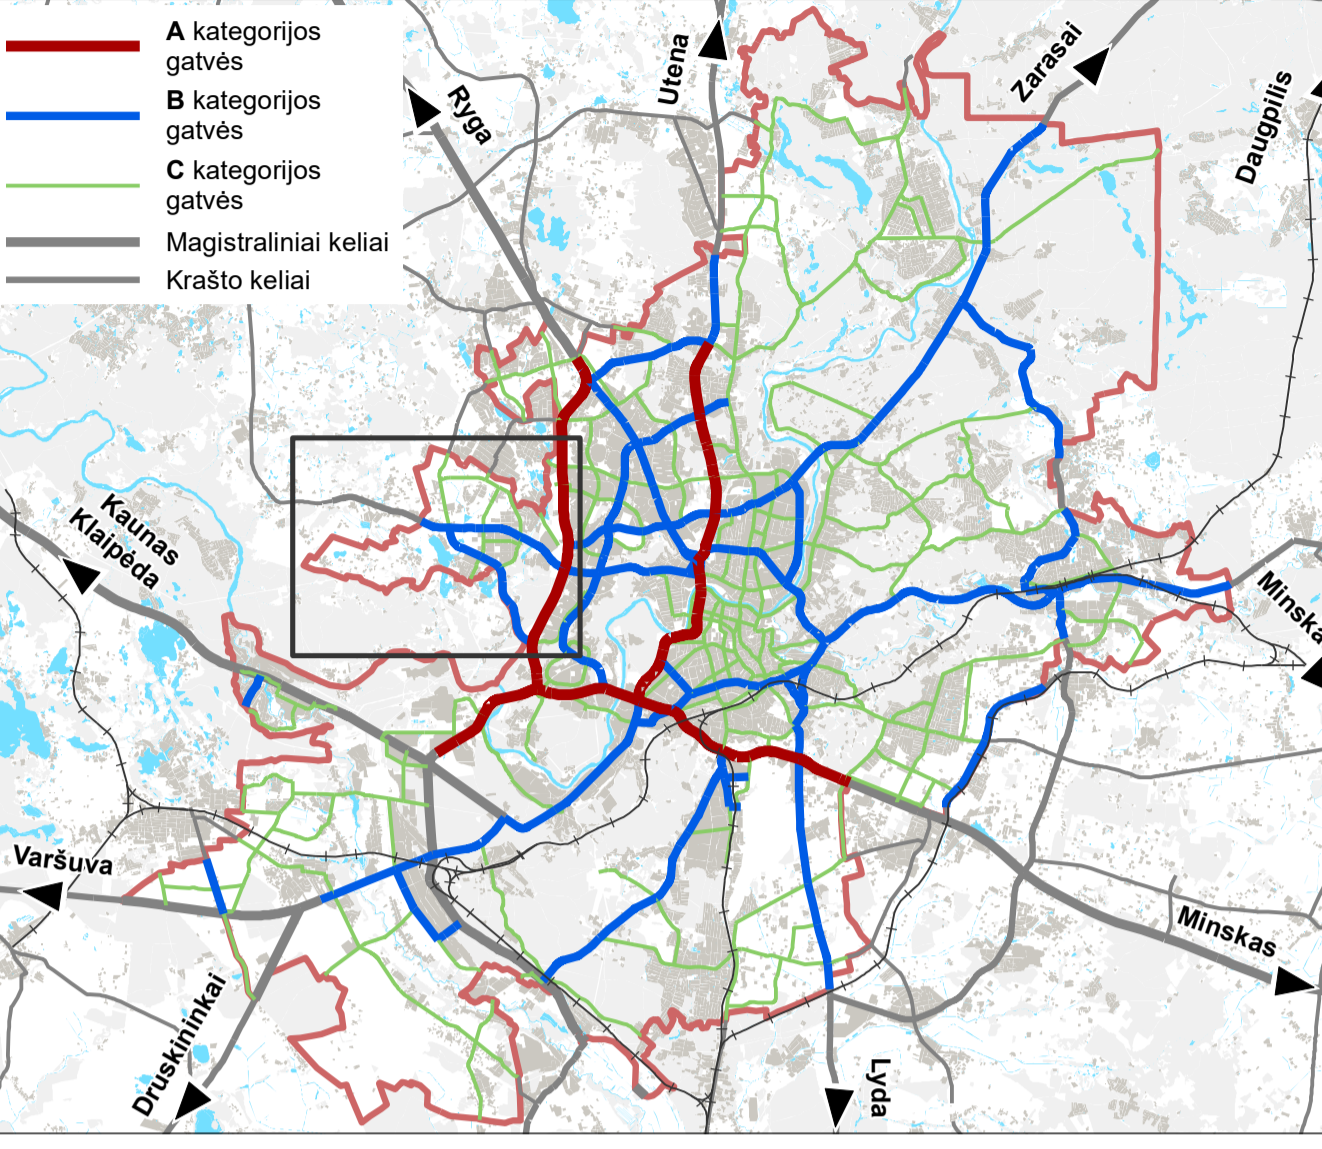 A kategorijos
gatvės
B kategorijos
gatvės
C kategorijos
gatvės
Magistraliniai keliai
Krašto keliai
Ryga
Utena
Zarasai
Daugpilis
Kaunas
Klaipėda
Minska
Varšuva
Minskas
Druskininkai
Lyda